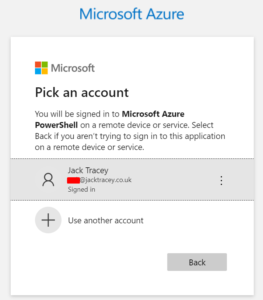 Microsoft Azure
Microsoft
Pick an account
You will be signed in to Microsoft Azure
PowerShell on a remote device or service. Select
Back if you aren't trying to sign in to this application
on a remote device or service.
Jack Tracey
@jacktracey.co.uk
Signed in
Use another account
Back